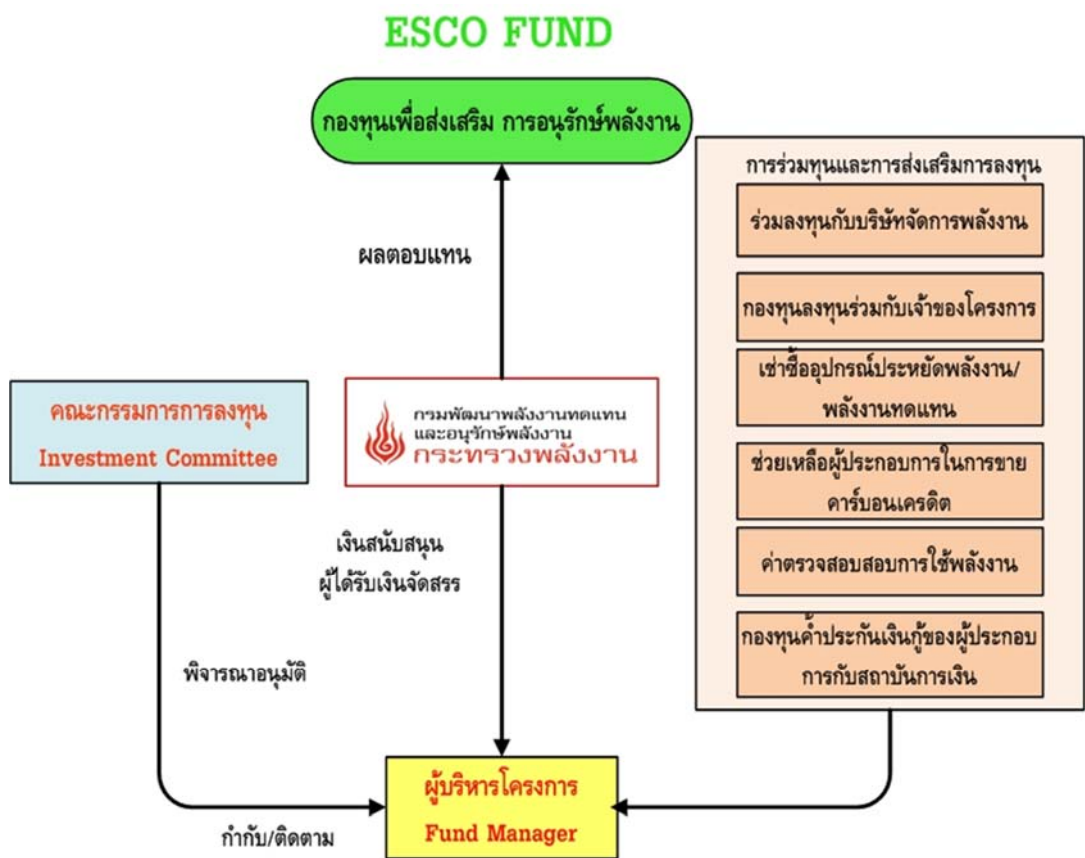 ESCO FUND
กองทุนเพื่อส่งเสริม การอนุรักษ์พลังงาน
ผลตอบแทน
คณะกรรมการการลงทุน
Investment Committee
กรมพัฒนาพลังงานทดแทน
และอนุรักษ์พลังงาน
กระทรวงพลังงาน
เงินสนับสนุน
ผู้ได้รับเงินจัดสรร
พิจารณาอนุมัติ
กำกับ/ติดตาม
ผู้บริหารโครงการ
Fund Manager
การร่วมทุนและการส่งเสริมการลงทุน
ร่วมลงทุนกับบริษัทจัดการพลังงาน
กองทุนลงทุนร่วมกับเจ้าของโครงการ
เช่าซื้ออุปกรณ์ประหยัดพลังงาน/
พลังงานทดแทน
ช่วยเหลือผู้ประกอบการในการขาย
คาร์บอนเครดิต
ค่าตรวจสอบสอบการใช้พลังงาน
กองทุนค้ำประกันเงินกู้ของผู้ประกอบ
การกับสถาบันการเงิน